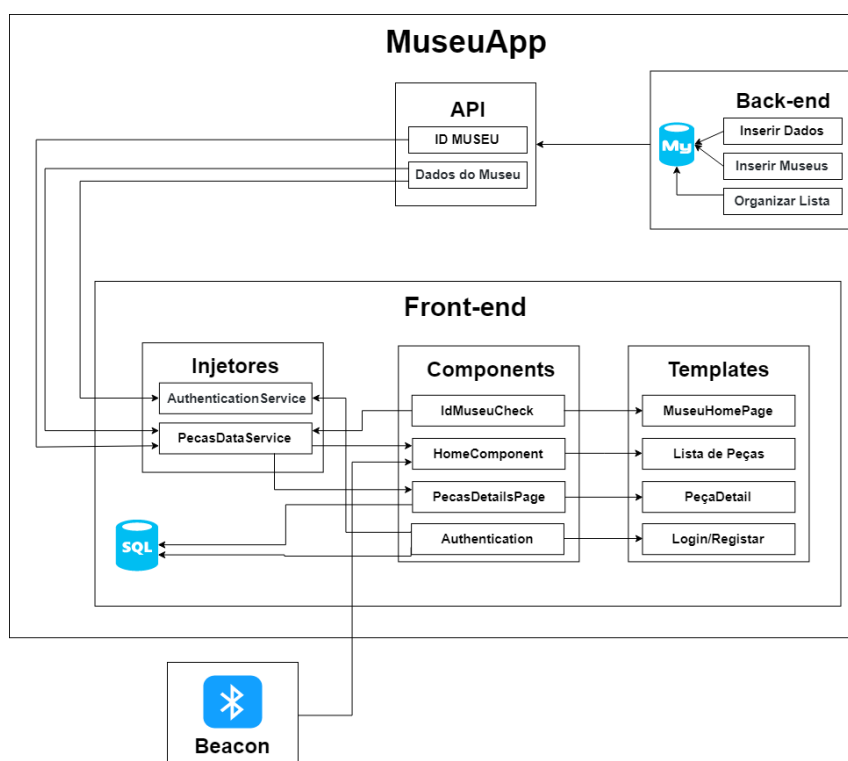 MuseuApp
API
ID MUSEU
Dados do Museu
Back-end
My
Inserir Dados
Inserir Museus
Organizar Lista
Front-end
Injetores
AuthenticationService
PecasDataService
SQL
Components
IdMuseuCheck
HomeComponent
PecasDetailsPage
Authentication
Templates
MuseuHomePage
Lista de Peças
PeçaDetail
Login/Registar
Beacon